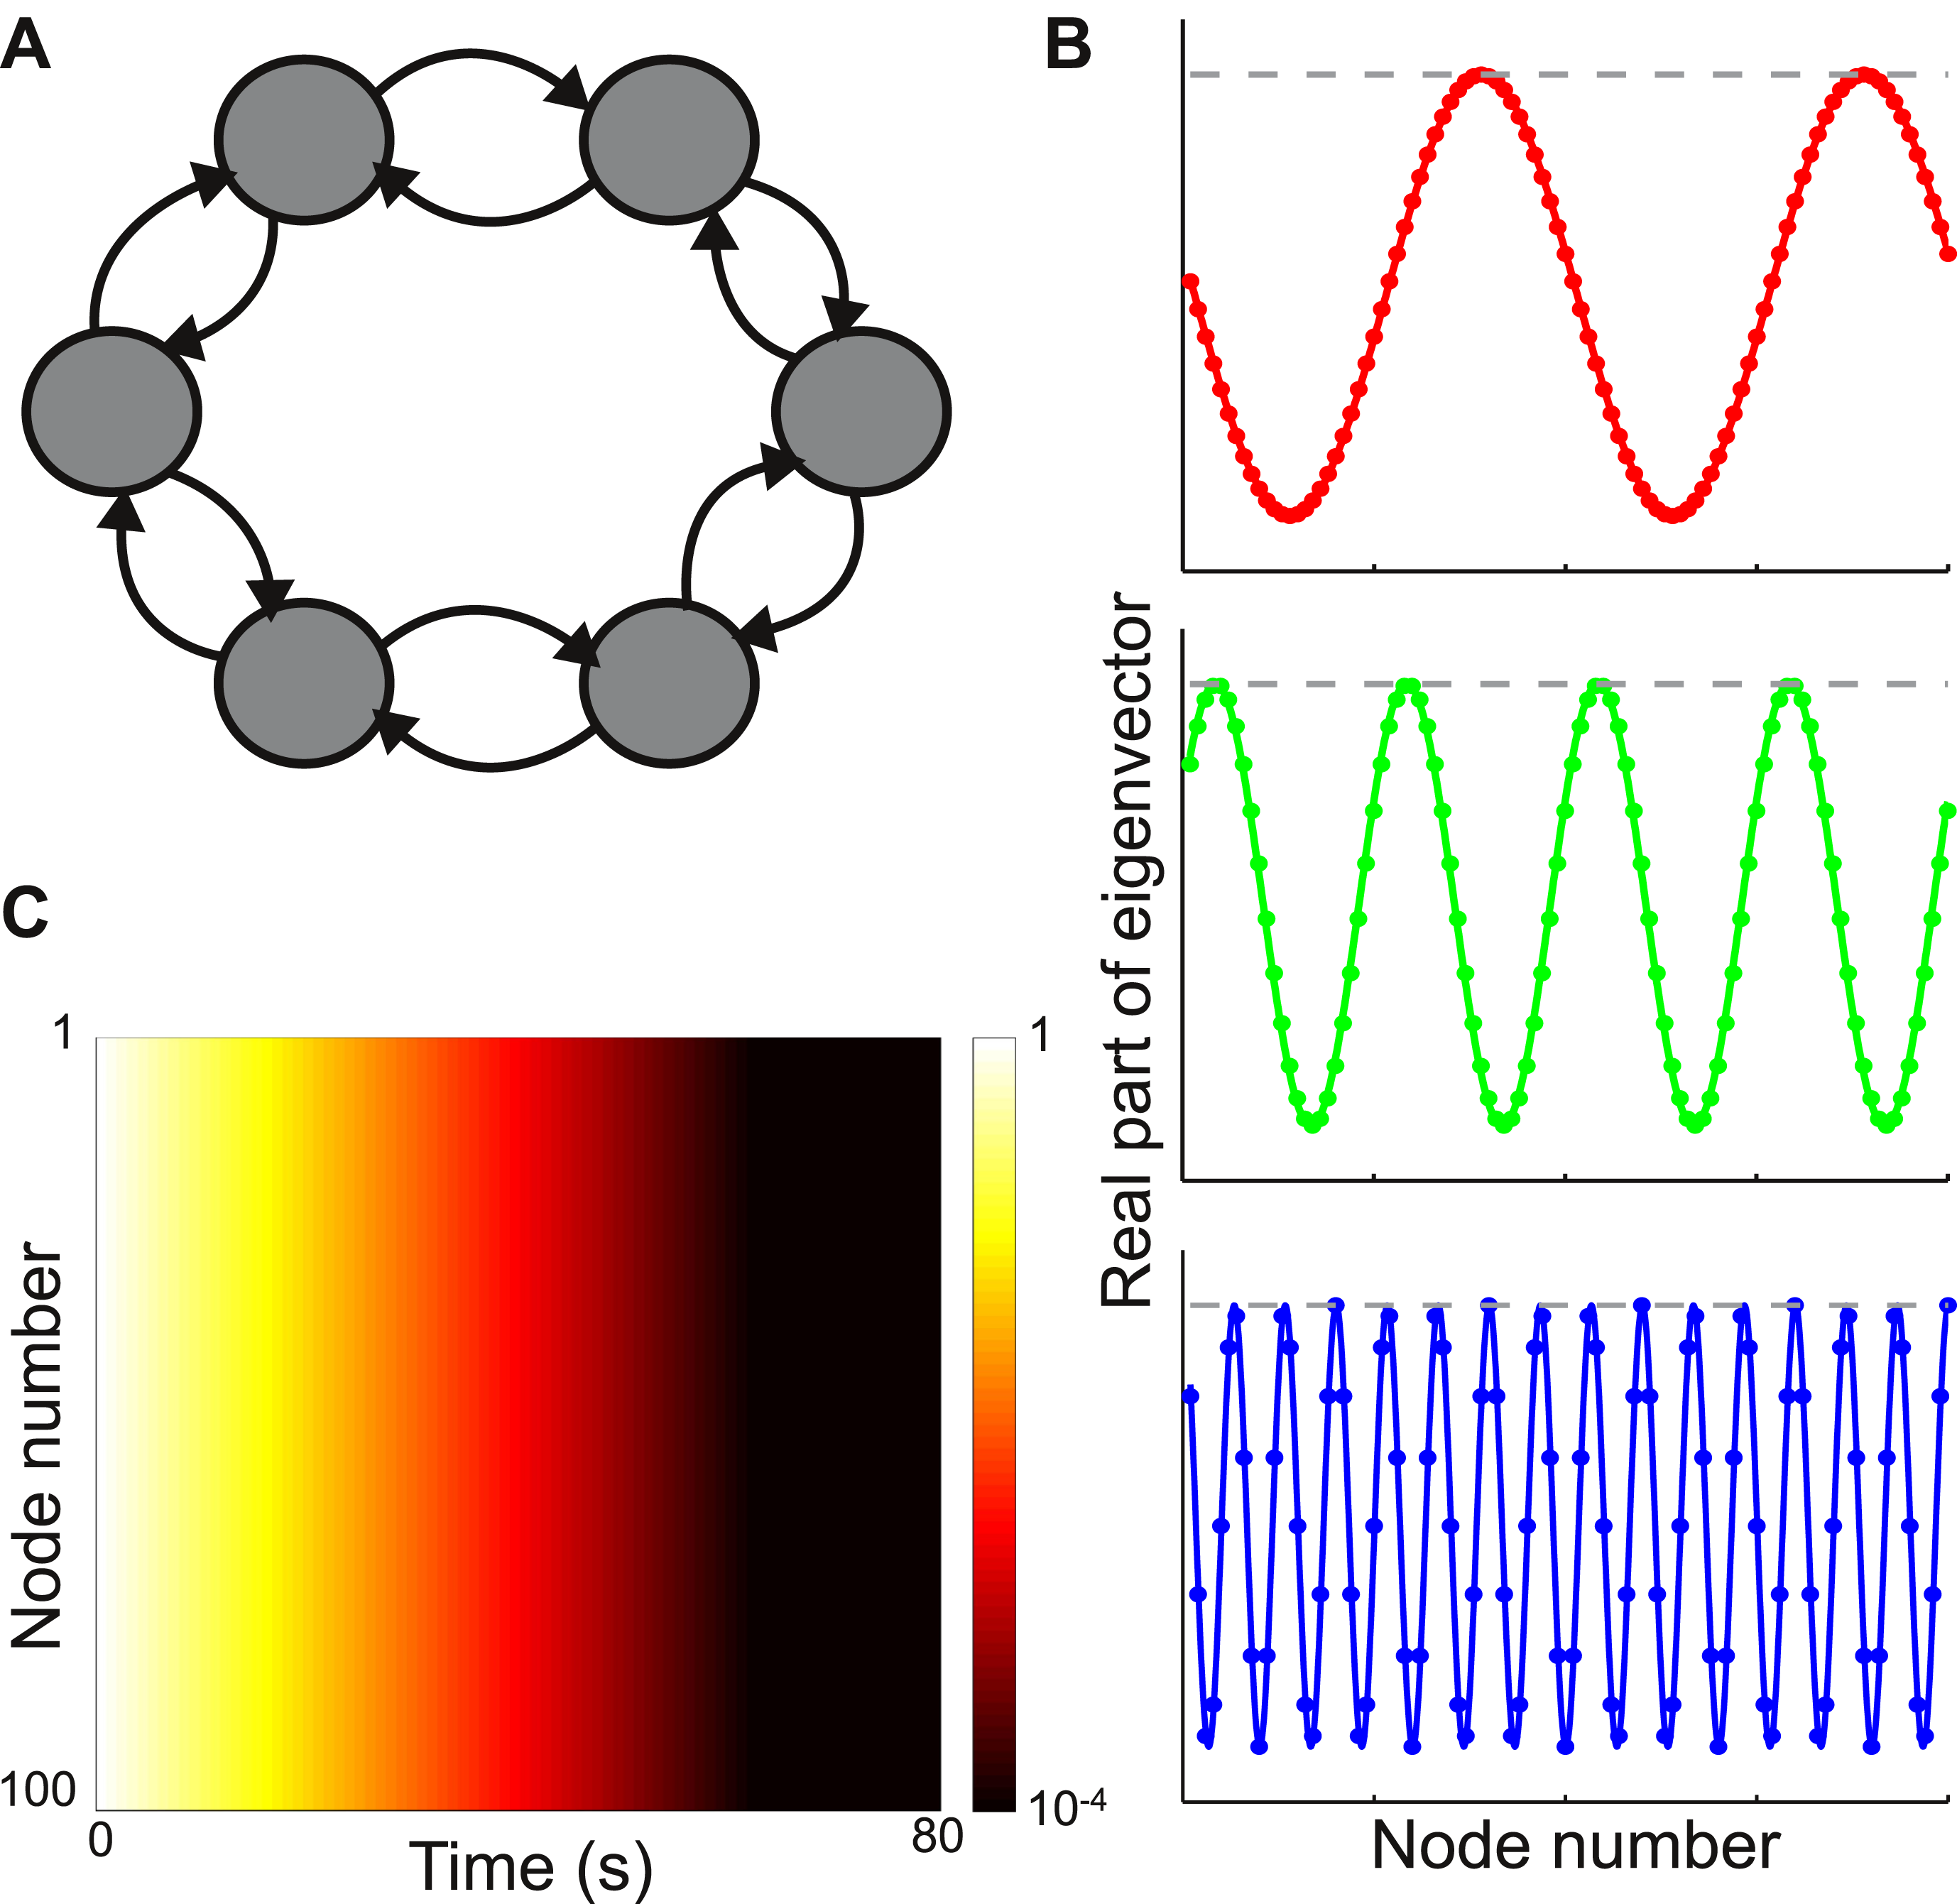 A
B
Real part of eigenvector
C
1
1
Node number
100
10-4
0
80
Time (s)
Node number